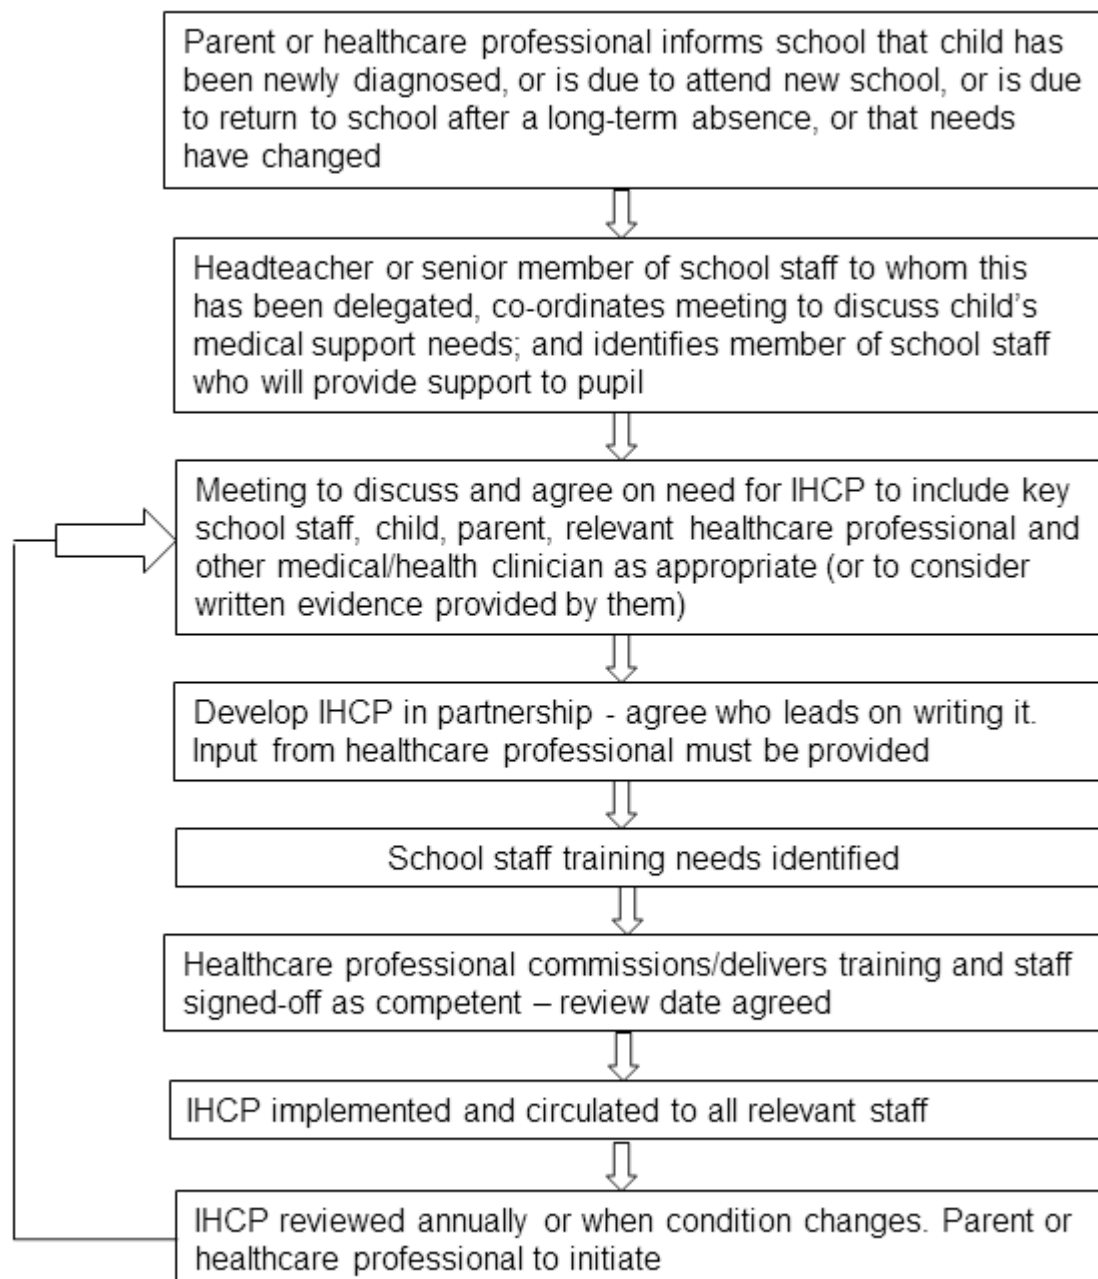 Parent or healthcare professional informs school that child has
been newly diagnosed, or is due to attend new school, or is due
to return to school after a long-term absence, or that needs
have changed
Headteacher or senior member of school staff to whom this
has been delegated, co-ordinates meeting to discuss child's
medical support needs; and identifies member of school staff
who will provide support to pupil
Meeting to discuss and agree on need for IHCP to include key
school staff, child, parent, relevant healthcare professional and
other medical/health clinician as appropriate (or to consider
written evidence provided by them)
Develop IHCP in partnership - agree who leads on writing it.
Input from healthcare professional must be provided
School staff training needs identified
Healthcare professional commissions/delivers training and staff
signed-off as competent – review date agreed
IHCP implemented and circulated to all relevant staff
IHCP reviewed annually or when condition changes. Parent or
healthcare professional to initiate